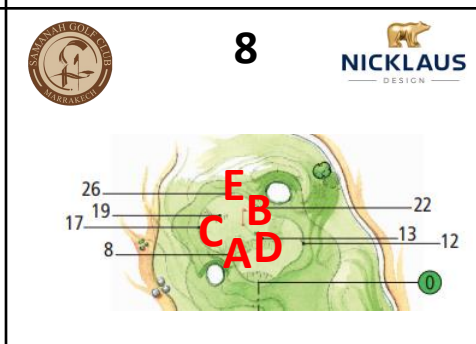 SAMANAH GOLF CLUB
MARRAKECH
8
NICKLAUS
DESIGN
26
E
B
22
19
17
C
13
12
8
A
D
0